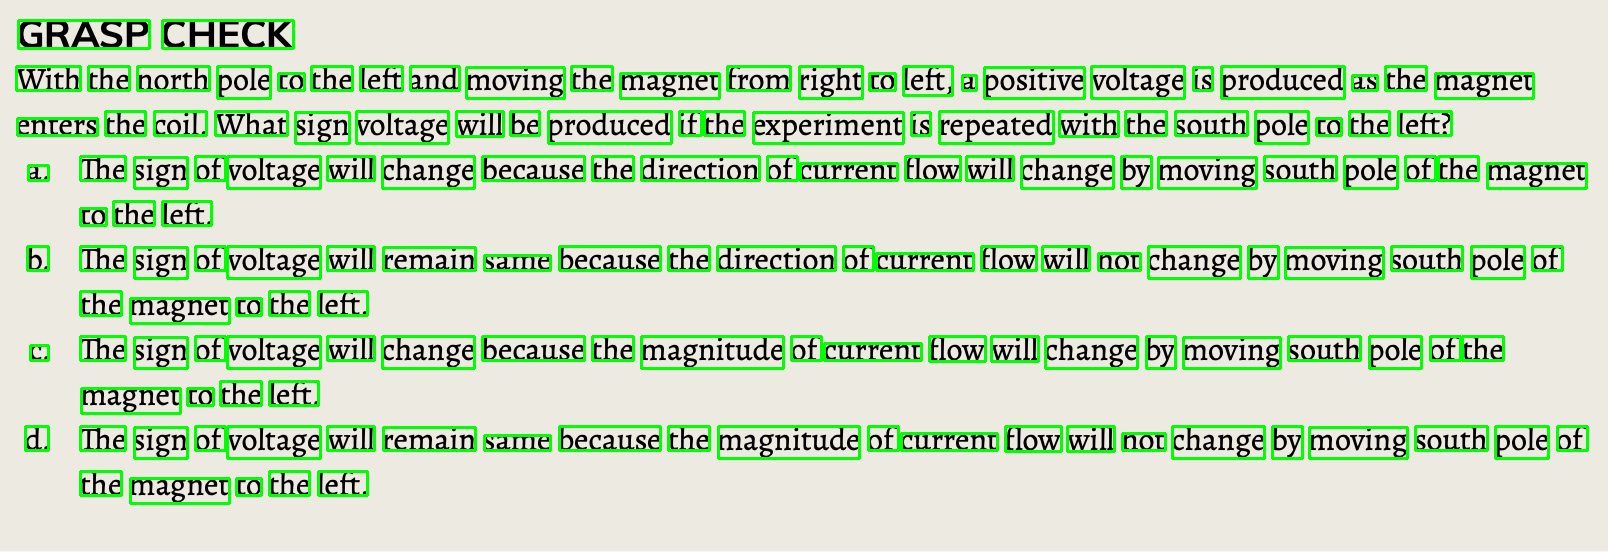 GRASP CHECK
With the north pole to the left and moving the magnet from right to left, a positive voltage is produced as the magnet
enters the coil. What sign voltage will be produced if the experiment is repeated with the south pole to the left?
a. The sign of voltage will change because the direction of current flow will change by moving south pole of the magnet
to the left.
b. The sign of voltage will remain same because the direction of current flow will not change by moving south pole of
the magnet to the left.
c. The sign of voltage will change because the magnitude of current flow will change by moving south pole of the
magnet to the left.
d. The sign of voltage will remain same because the magnitude of current flow will not change by moving south pole of
the magnet to the left.